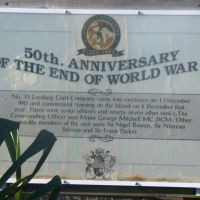 50th. ANNIVERSARY
OF THE END OF WORLD WAR
No. 43 Landing Craft Company came into existence on 1 December
1943 and commenced training on the Island on 6 December that
year. There were seven officers and ninety-seven other ranks. The
Commanding Officer was Major George Mitchell MC DCM. Other
notable members of the unit were Sir Nigel Bowen, Sir Ninian
Stevens and Sir Frank Packer.